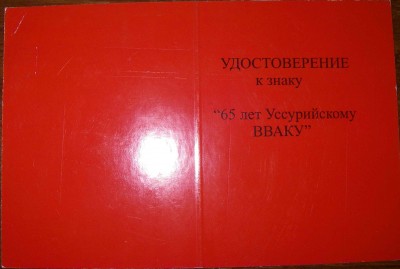 УДОСТОВЕРЕНИЕ
к знаку
“65 лет Уссурийскому
ВВАКУ”